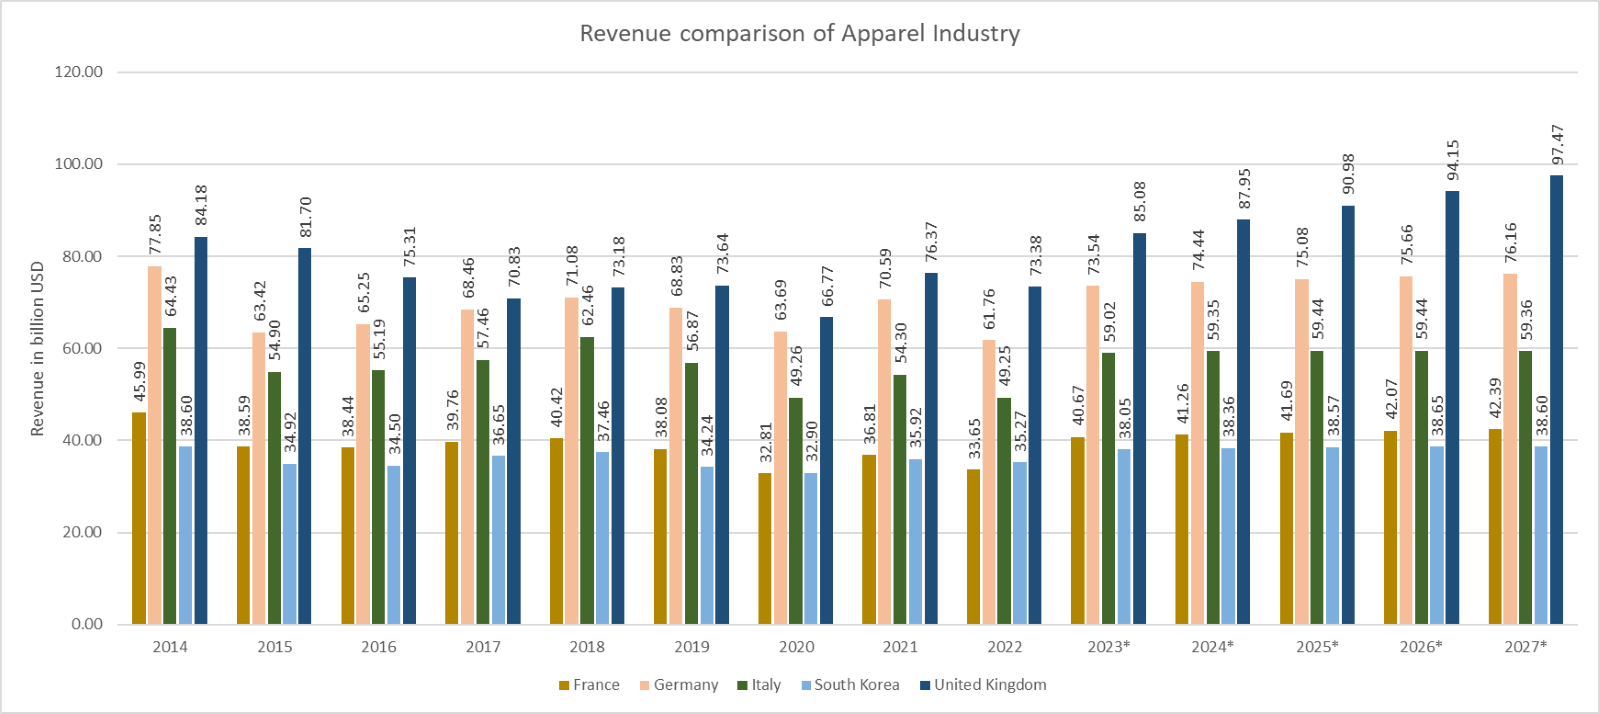 Revenue comparison of Apparel Industry
Revenue in billion USD
120.00
100.00
80.00
60.00
40.00
20.00
0.00
45.99 77.85 64.43 38.60 84.18
38.59 63.42 54.90 34.92 81.70
38.44 65.25 55.19 34.50 75.31
39.76 68.46 57.46 36.65 70.83
40.42 71.08 62.46 37.46 73.18
38.08 68.83 56.87 34.24 73.64
32.81 63.69 49.26 32.90 66.77
36.81 70.59 54.30 35.92 76.37
33.65 61.76 49.25 35.27 73.38
40.67 73.54 59.02 38.05 85.08
41.26 74.44 59.35 38.36 87.95
41.69 75.08 59.44 38.57 90.98
42.07 75.66 59.44 38.65 94.15
42.39 76.16 59.36 38.60 97.47
2014 2015 2016 2017 2018 2019 2020 2021 2022 2023* 2024* 2025* 2026* 2027*
France Germany Italy South Korea United Kingdom